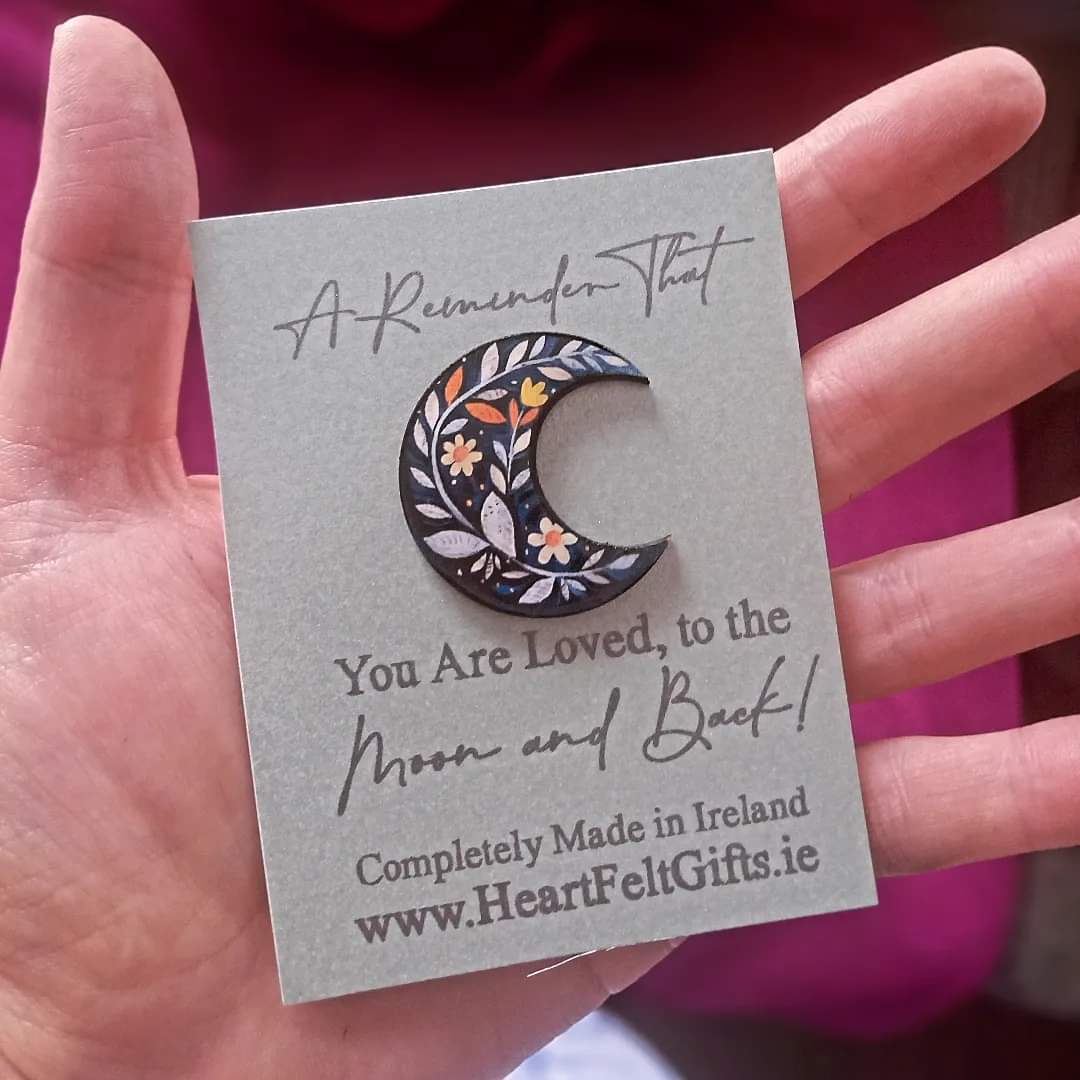 A Reminder That
You Are Loved, to the
Moon and Back!
Completely Made in Ireland
www.HeartFeltGifts.ie